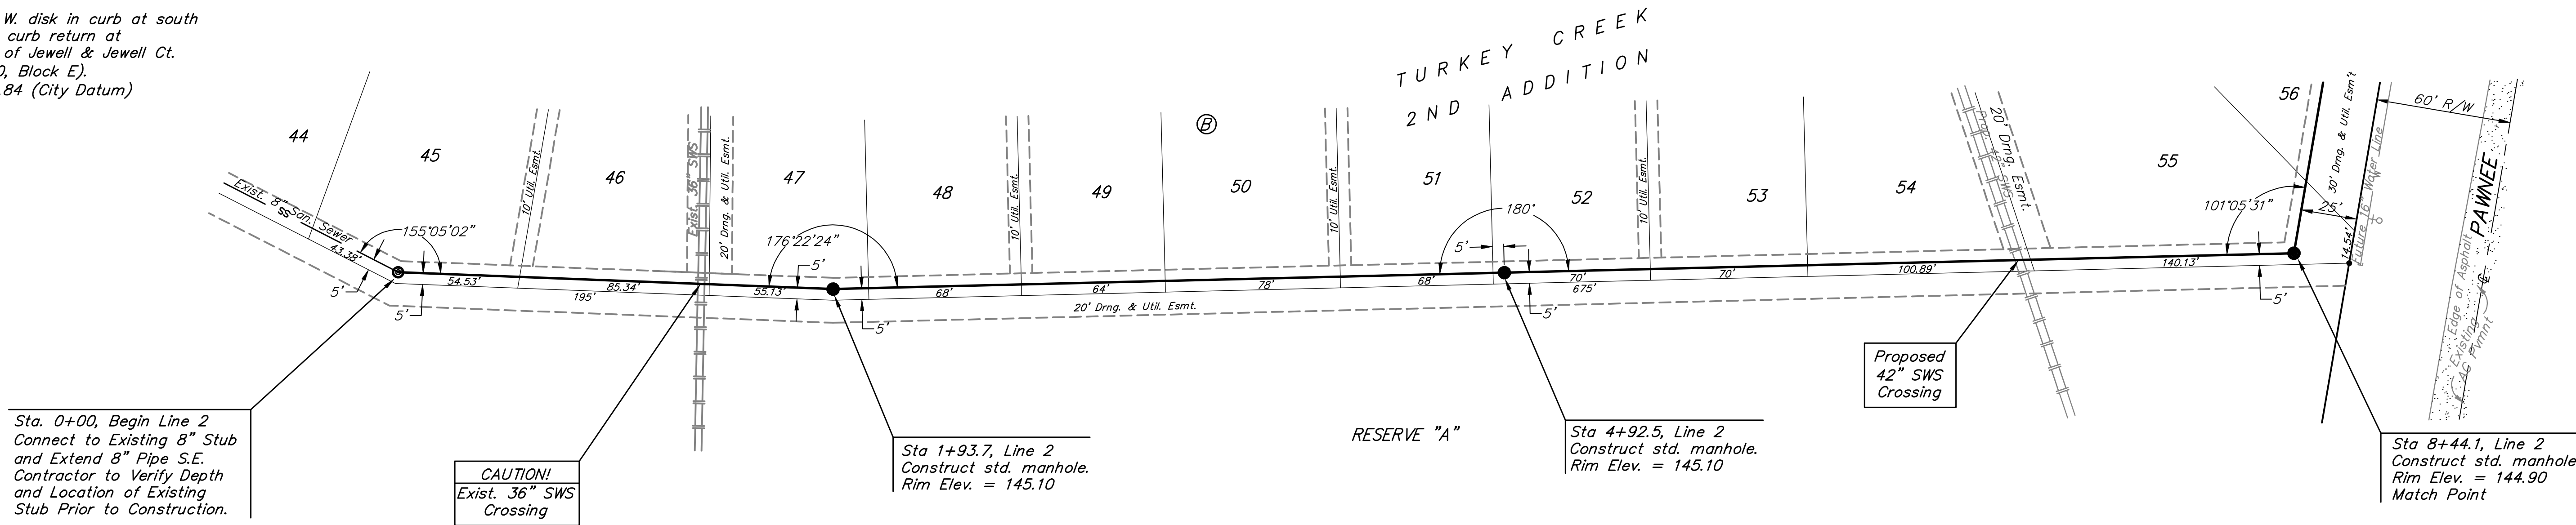 W. disk in curb at south
curb return at
of Jewell & Jewell Ct.
0, Block E).
.84 (City Datum)
TURKEY CREEK
2ND ADDITION
Ⓑ
44
45
46
47
48
49
50
51
52
53
54
55
56
Exist. 8" San. Sewer
SS
43.38'
155°05'02"
5'
5'
10' Util. Esmt.
Exist. 36" SWS
20' Drng. & Util. Esmt.
176°22'24"
5'
5'
10' Util. Esmt.
10' Util. Esmt.
180°
5'
5'
10' Util. Esmt.
Prop. 42" SWS
20' Drng. Esmt.
101°05'31"
25'
5'
30' Drng. & Util. Esm't
14.54'
Future 16" Water Line
W
60' R/W
PAWNEE
Edge of Asphalt
Existing
AC Pvmnt
54.53'
85.34'
55.13'
195'
68'
64'
78'
68'
70'
70'
675'
100.89'
140.13'
20' Drng. & Util. Esmt.
RESERVE "A"
Sta. 0+00, Begin Line 2
Connect to Existing 8" Stub
and Extend 8" Pipe S.E.
Contractor to Verify Depth
and Location of Existing
Stub Prior to Construction.
CAUTION!
Exist. 36" SWS
Crossing
Sta 1+93.7, Line 2
Construct std. manhole.
Rim Elev. = 145.10
Sta 4+92.5, Line 2
Construct std. manhole.
Rim Elev. = 145.10
Proposed
42" SWS
Crossing
Sta 8+44.1, Line 2
Construct std. manhole
Rim Elev. = 144.90
Match Point